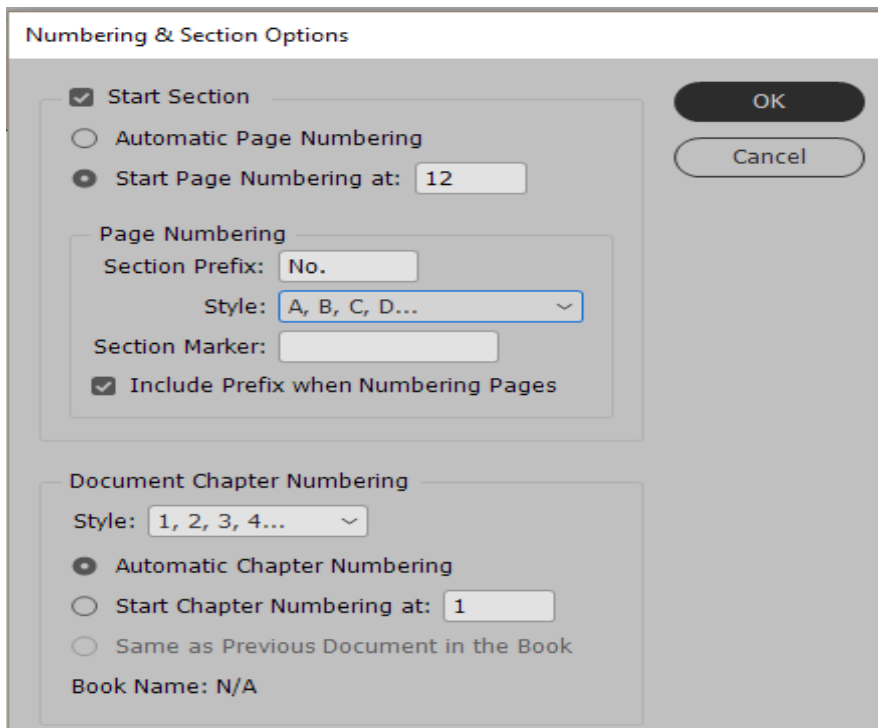 Numbering & Section Options
Start Section
OK
Automatic Page Numbering
Cancel
Start Page Numbering at: 12
Page Numbering
Section Prefix: No.
Style: A, B, C, D...
Section Marker:
Include Prefix when Numbering Pages
Document Chapter Numbering
Style: 1, 2, 3, 4...
Automatic Chapter Numbering
Start Chapter Numbering at: 1
Same as Previous Document in the Book
Book Name: N/A